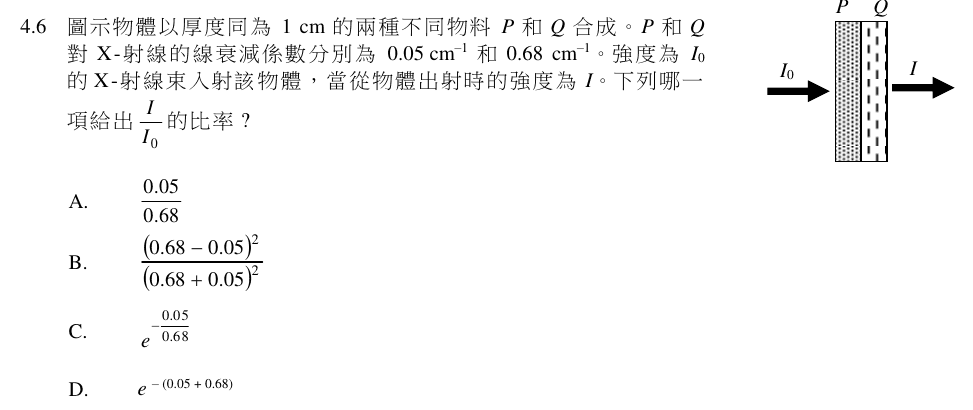 4.6 圖示物體以厚度同為 1 cm 的兩種不同物料 P 和 Q 合成。P 和 Q
對 X-射線的線衰減係數分別為 0.05 cm⁻¹ 和 0.68 cm⁻¹。強度為 I₀
的 X-射線束入射該物體，當從物體出射時的強度為 I。下列哪一
項給出 I/I₀ 的比率？
P Q
I₀ I
A. 0.05/0.68
B. (0.68 − 0.05)²/(0.68 + 0.05)²
C. e^(−0.05/0.68)
D. e^(− (0.05 + 0.68))